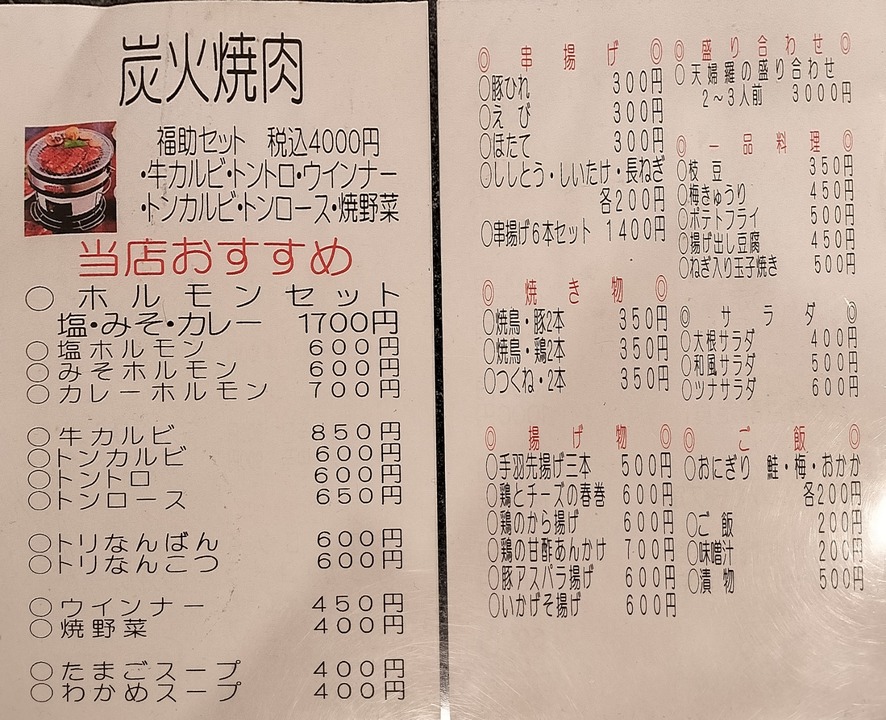 炭火焼肉
福助セット 税込4000円
・牛カルビ・トントロ・ウインナー
・トンカルビ・トンロース・焼野菜
当店おすすめ
○ホルモンセット
塩・みそ・カレー 1700円
○塩ホルモン 600円
○みそホルモン 600円
○カレーホルモン 700円
○牛カルビ 850円
○トンカルビ 600円
○トントロ 600円
○トンロース 650円
○トリなんばん 600円
○トリなんこつ 600円
○ウインナー 450円
○焼野菜 400円
○たまごスープ 400円
○わかめスープ 400円
◎串揚げ◎
○豚ひれ 300円
○えび 300円
○ほたて 300円
○ししとう・しいたけ・長ねぎ
各200円
○串揚げ6本セット 1400円
◎焼き物◎
○焼鳥・豚2本 350円
○焼鳥・鶏2本 350円
○つくね・2本 350円
◎揚げ物◎
○手羽先揚げ三本 500円
○鶏とチーズの春巻 600円
○鶏のから揚げ 600円
○鶏の甘酢あんかけ 700円
○豚アスパラ揚げ 600円
○いかげそ揚げ 600円
◎盛り合わせ◎
○天婦羅の盛り合わせ
2〜3人前 3000円
◎一品料理◎
○枝豆 350円
○梅きゅうり 450円
○ポテトフライ 500円
○揚げ出し豆腐 450円
○ねぎ入り玉子焼き 500円
◎サラダ◎
○大根サラダ 400円
○和風サラダ 500円
○ツナサラダ 600円
◎ご飯◎
○おにぎり 鮭・梅・おかか
各200円
○ご飯 200円
○味噌汁 200円
○漬物 500円